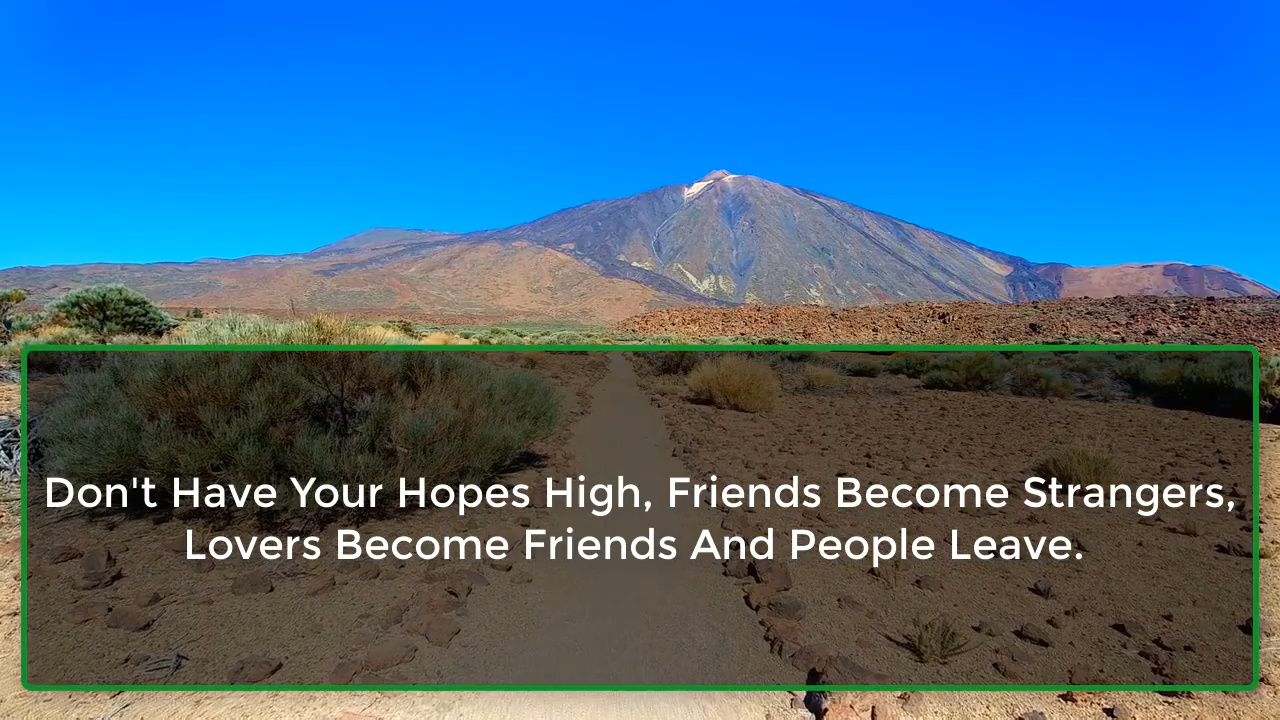 Don't Have Your Hopes High, Friends Become Strangers,
Lovers Become Friends And People Leave.